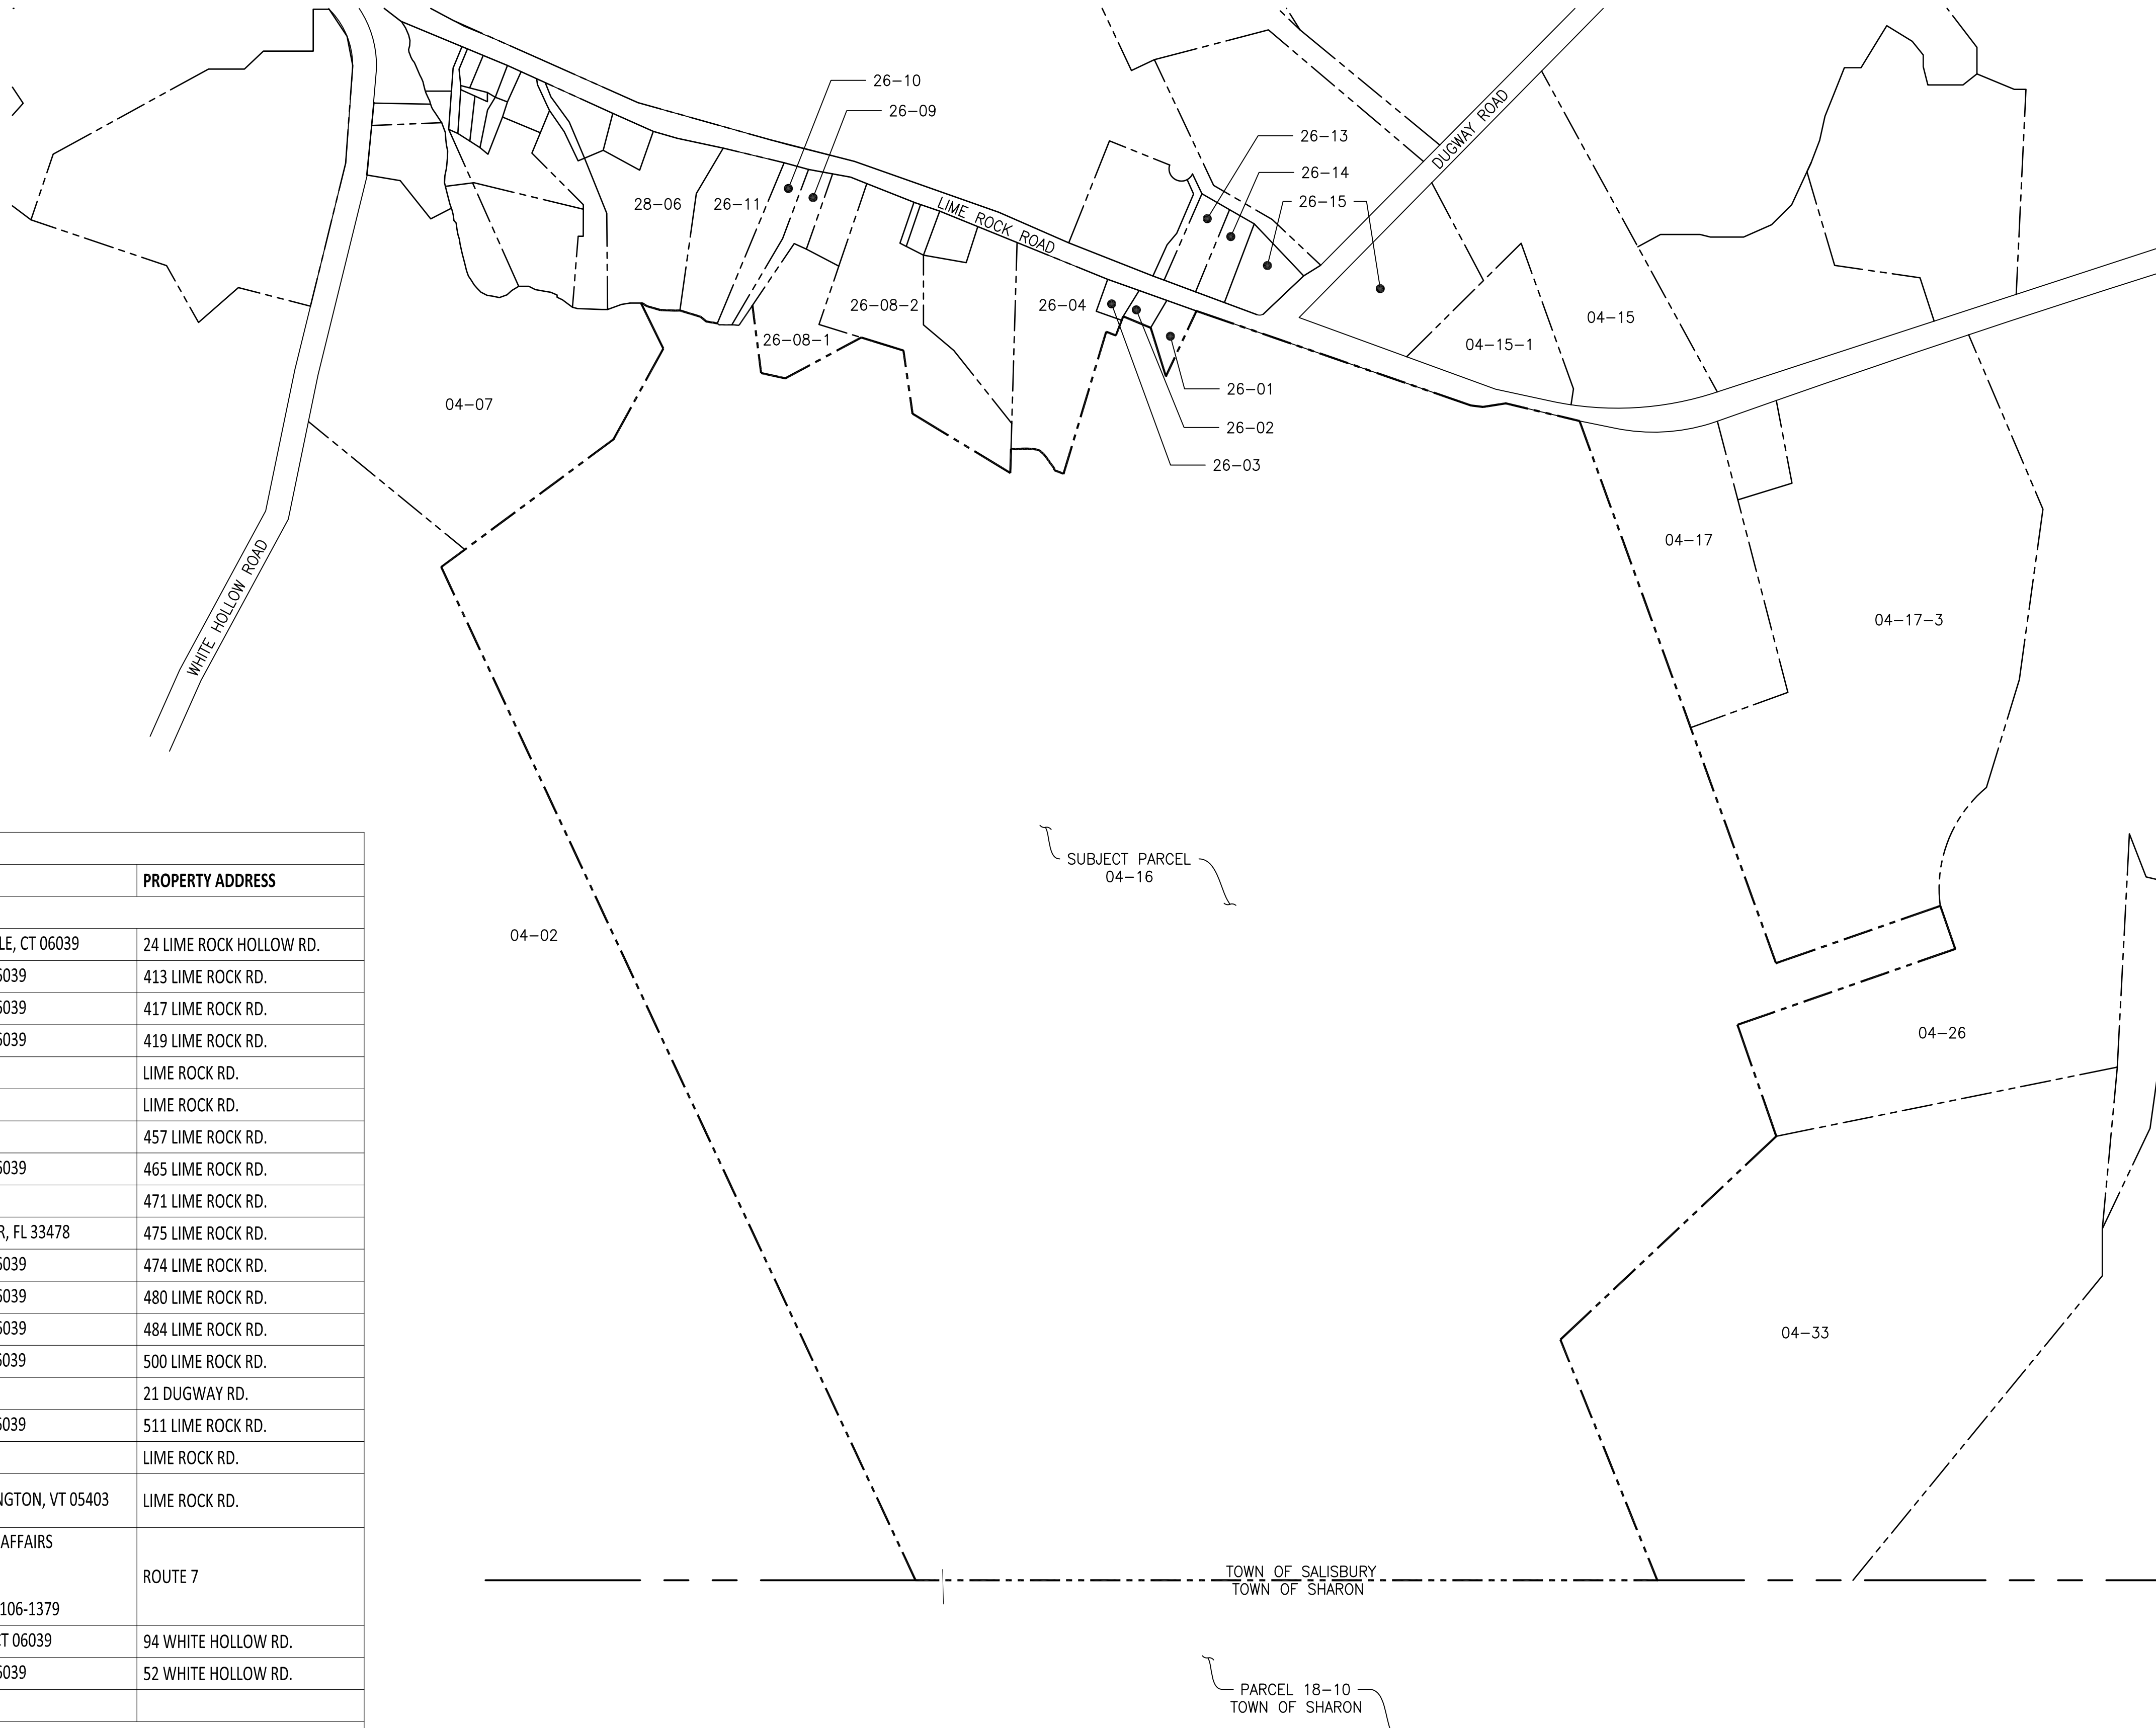 26-10
26-09
26-13
26-14
26-15
DUGWAY ROAD
28-06
26-11
LIME ROCK ROAD
26-08-2
26-04
04-15
26-08-1
04-15-1
26-01
04-07
26-02
26-03
04-17
WHITE HOLLOW ROAD
04-17-3
SUBJECT PARCEL
04-16
04-02
04-26
04-33
TOWN OF SALISBURY
TOWN OF SHARON
PARCEL 18-10
TOWN OF SHARON
PROPERTY ADDRESS
LE, CT 06039 24 LIME ROCK HOLLOW RD.
6039 413 LIME ROCK RD.
6039 417 LIME ROCK RD.
6039 419 LIME ROCK RD.
LIME ROCK RD.
LIME ROCK RD.
457 LIME ROCK RD.
6039 465 LIME ROCK RD.
471 LIME ROCK RD.
R, FL 33478 475 LIME ROCK RD.
6039 474 LIME ROCK RD.
6039 480 LIME ROCK RD.
6039 484 LIME ROCK RD.
6039 500 LIME ROCK RD.
21 DUGWAY RD.
6039 511 LIME ROCK RD.
LIME ROCK RD.
NGTON, VT 05403 LIME ROCK RD.
AFFAIRS
ROUTE 7
106-1379
CT 06039 94 WHITE HOLLOW RD.
6039 52 WHITE HOLLOW RD.